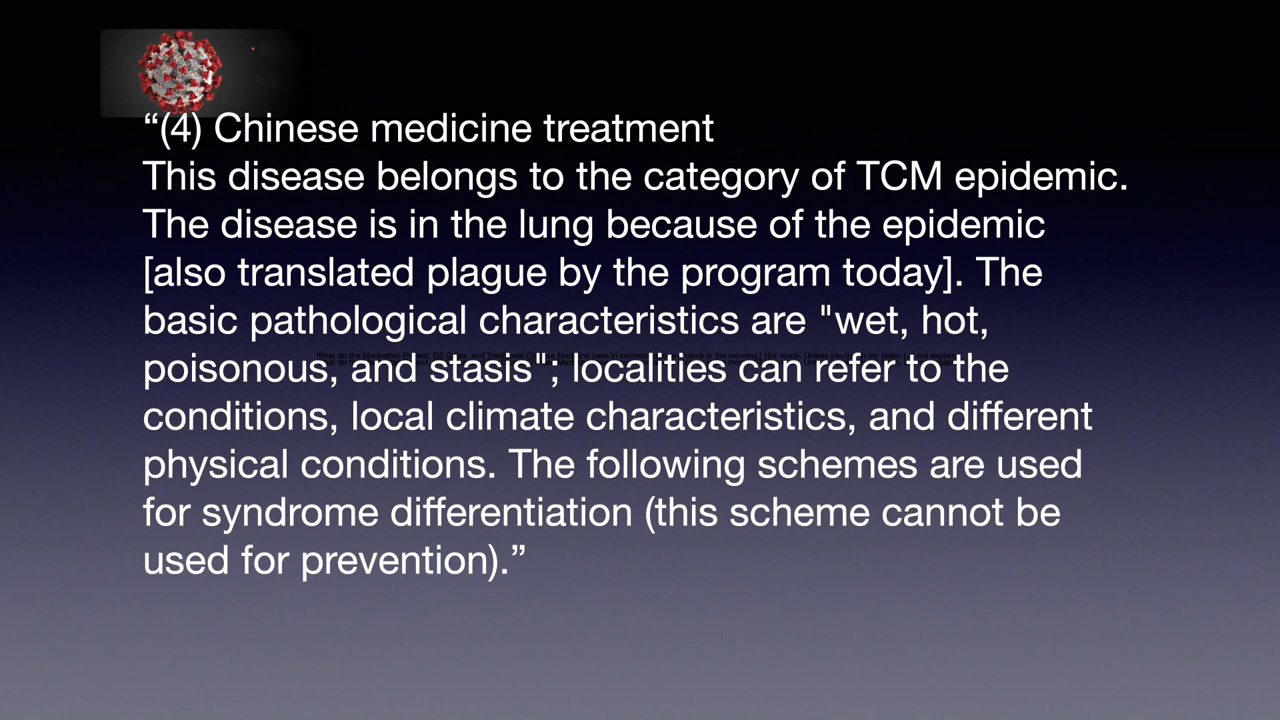 “(4) Chinese medicine treatment
This disease belongs to the category of TCM epidemic.
The disease is in the lung because of the epidemic
[also translated plague by the program today]. The
basic pathological characteristics are "wet, hot,
poisonous, and stasis"; localities can refer to the
conditions, local climate characteristics, and different
physical conditions. The following schemes are used
for syndrome differentiation (this scheme cannot be
used for prevention).”